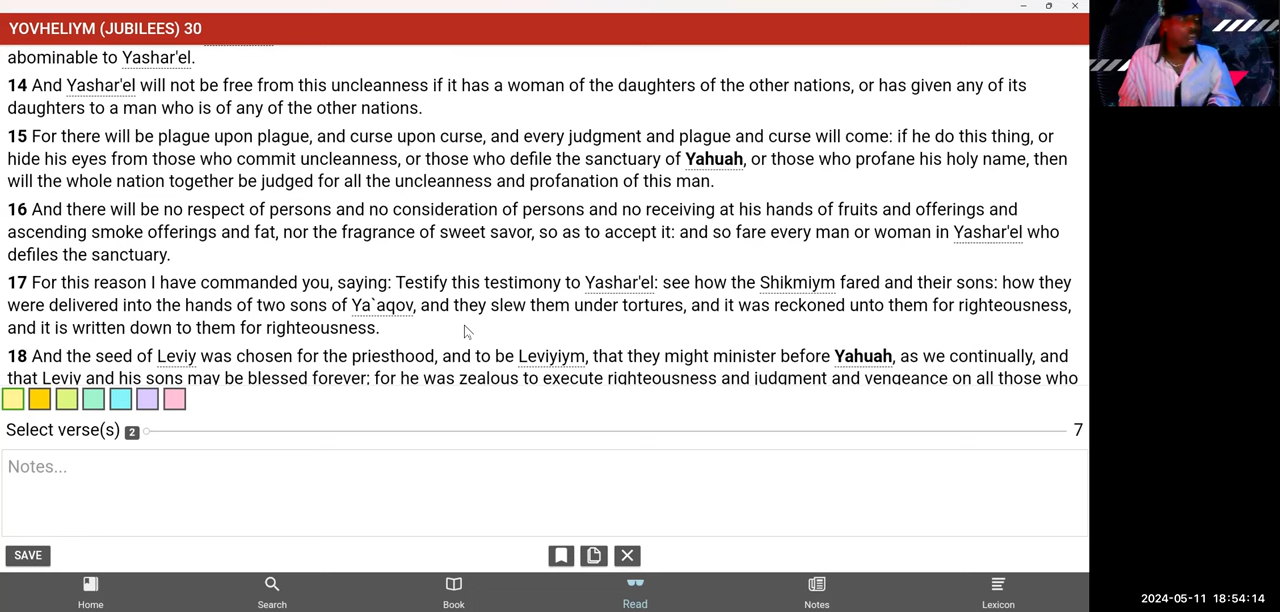 YOVHELIYM (JUBILEES) 30
abominable to Yashar'el.
14 And Yashar'el will not be free from this uncleanness if it has a woman of the daughters of the other nations, or has given any of its
daughters to a man who is of any of the other nations.
15 For there will be plague upon plague, and curse upon curse, and every judgment and plague and curse will come: if he do this thing, or
hide his eyes from those who commit uncleanness, or those who defile the sanctuary of Yahuah, or those who profane his holy name, then
will the whole nation together be judged for all the uncleanness and profanation of this man.
16 And there will be no respect of persons and no consideration of persons and no receiving at his hands of fruits and offerings and
ascending smoke offerings and fat, nor the fragrance of sweet savor, so as to accept it: and so fare every man or woman in Yashar'el who
defiles the sanctuary.
17 For this reason I have commanded you, saying: Testify this testimony to Yashar'el: see how the Shikmiym fared and their sons: how they
were delivered into the hands of two sons of Ya`aqov, and they slew them under tortures, and it was reckoned unto them for righteousness,
and it is written down to them for righteousness.
18 And the seed of Leviy was chosen for the priesthood, and to be Leviyiym, that they might minister before Yahuah, as we continually, and
that Leviy and his sons may be blessed forever; for he was zealous to execute righteousness and judgment and vengeance on all those who
Select verse(s) 2 7
Notes...
SAVE
Home Search Book Read Notes Lexicon
2024-05-11 18:54:14